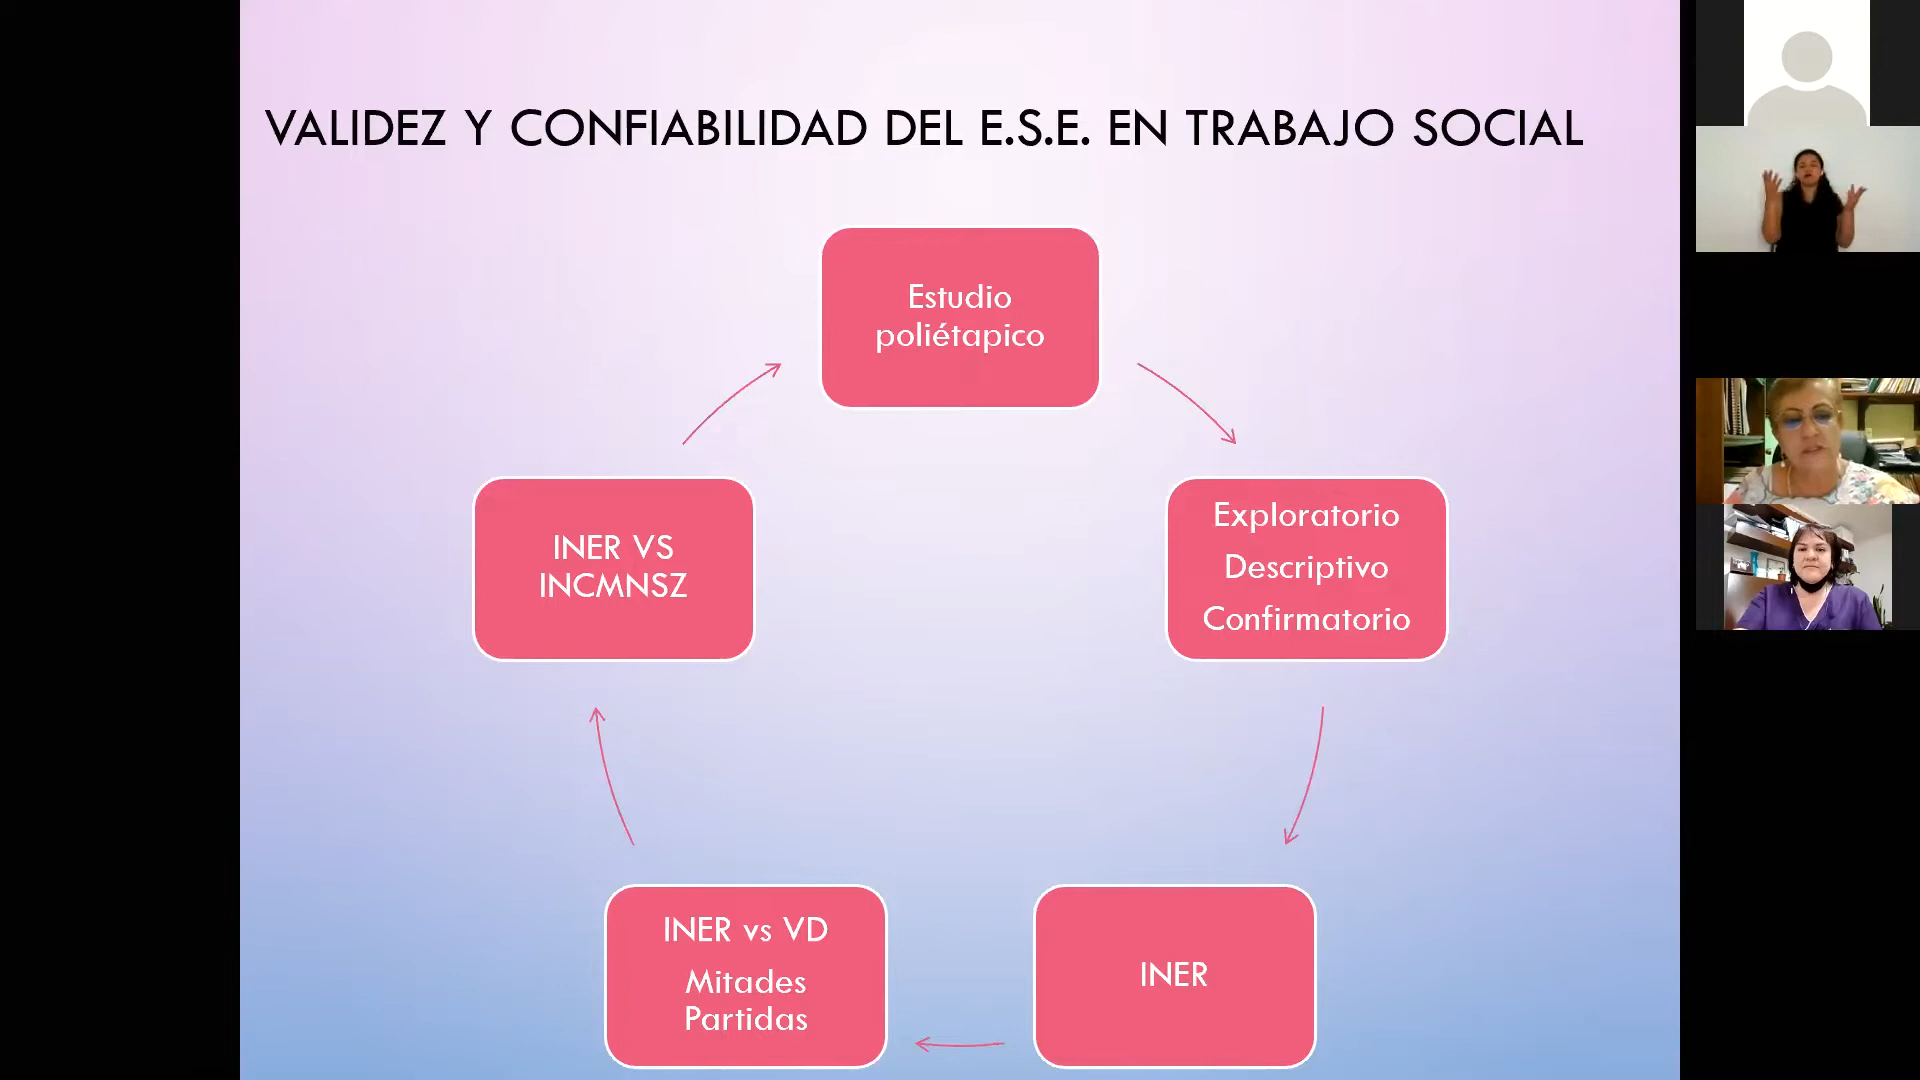 VALIDEZ Y CONFIABILIDAD DEL E.S.E. EN TRABAJO SOCIAL
Estudio
poliétapico
Exploratorio
Descriptivo
Confirmatorio
INER
INER vs VD
Mitades
Partidas
INER VS
INCMNSZ